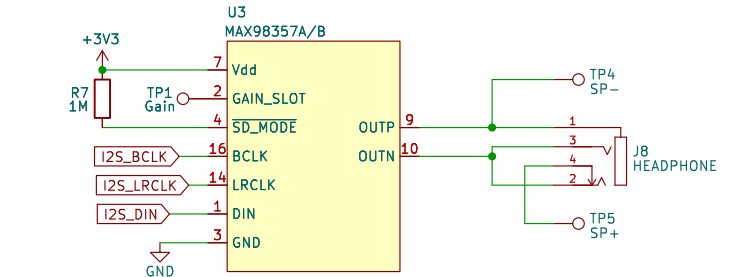 U3
MAX98357A/B
+3V3
7
Vdd
R7
1M
TP1
Gain
2
GAIN_SLOT
4
SD_MODE
I2S_BCLK
16
BCLK
I2S_LRCLK
14
LRCLK
I2S_DIN
1
DIN
3
GND
GND
OUTP
9
OUTN
10
TP4
SP-
1
3
4
2
J8
HEADPHONE
TP5
SP+